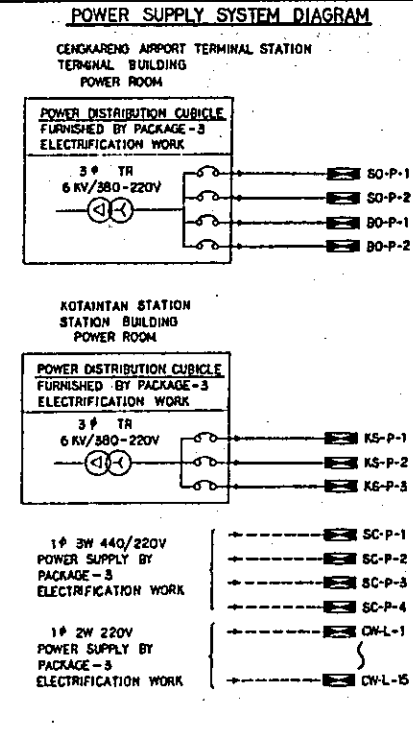 POWER SUPPLY SYSTEM DIAGRAM
CENGKARENG AIRPORT TERMINAL STATION
TERMINAL BUILDING
POWER ROOM
POWER DISTRIBUTION CUBICLE
FURNISHED BY PACKAGE-3
ELECTRIFICATION WORK
3 φ TR
6 KV/380-220V
SO-P-1
SO-P-2
BO-P-1
BO-P-2
KOTAINTAN STATION
STATION BUILDING
POWER ROOM
POWER DISTRIBUTION CUBICLE
FURNISHED BY PACKAGE-3
ELECTRIFICATION WORK
3 φ TR
6 KV/380-220V
KS-P-1
KS-P-2
KS-P-3
1φ 3W 440/220V
POWER SUPPLY BY
PACKAGE-3
ELECTRIFICATION WORK
SC-P-1
SC-P-2
SC-P-3
SC-P-4
1φ 2W 220V
POWER SUPPLY BY
PACKAGE-3
ELECTRIFICATION WORK
CW-L-1
CW-L-15